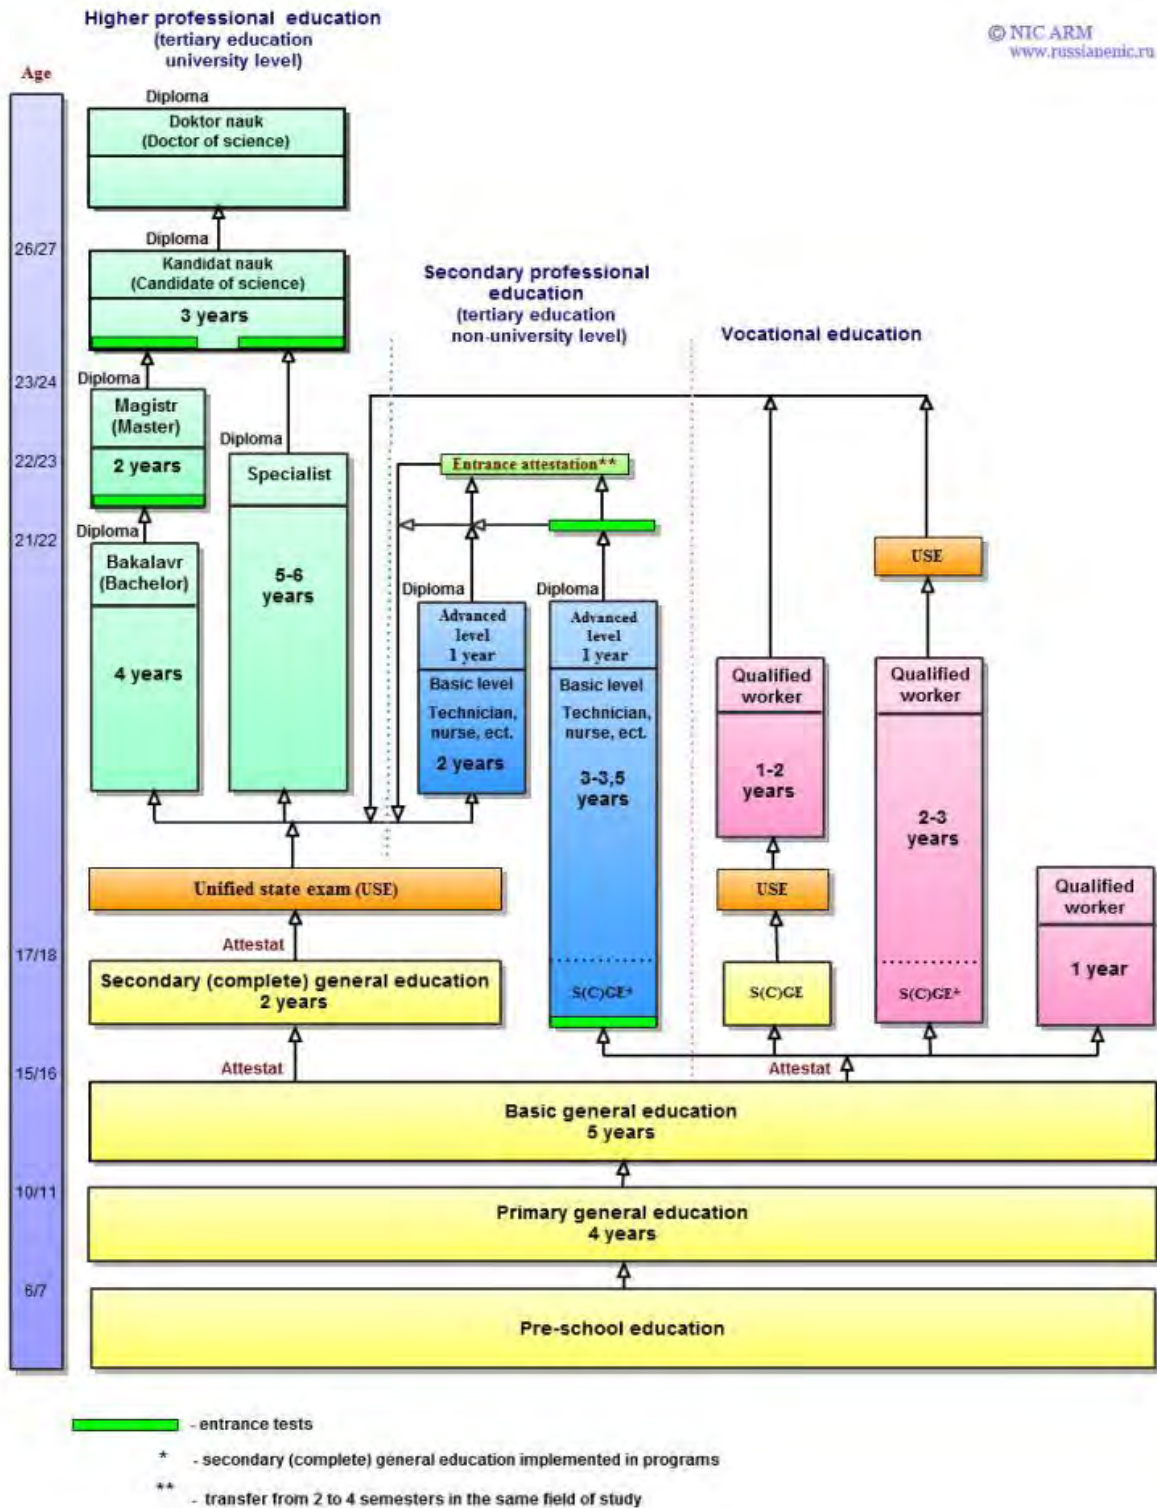 Higher professional education
(tertiary education
university level)
© NIC ARM
www.russianenic.ru
Age
Diploma
Doktor nauk
(Doctor of science)
26/27
Diploma
Kandidat nauk
(Candidate of science)
3 years
Secondary professional
education
(tertiary education
non-university level)
Vocational education
23/24
Diploma
Magistr
(Master)
2 years
Diploma
Specialist
5-6
years
22/23
Entrance attestation**
21/22
Diploma
Bakalavr
(Bachelor)
4 years
USE
Diploma
Advanced
level
1 year
Basic level
Technician,
nurse, ect.
2 years
Diploma
Advanced
level
1 year
Basic level
Technician,
nurse, ect.
3-3,5
years
S(C)GE*
Qualified
worker
1-2
years
USE
S(C)GE
Qualified
worker
2-3
years
S(C)GE*
Qualified
worker
1 year
Unified state exam (USE)
17/18
Attestat
Secondary (complete) general education
2 years
15/16
Attestat
Attestat
Basic general education
5 years
10/11
Primary general education
4 years
6/7
Pre-school education
- entrance tests
* - secondary (complete) general education implemented in programs
** - transfer from 2 to 4 semesters in the same field of study